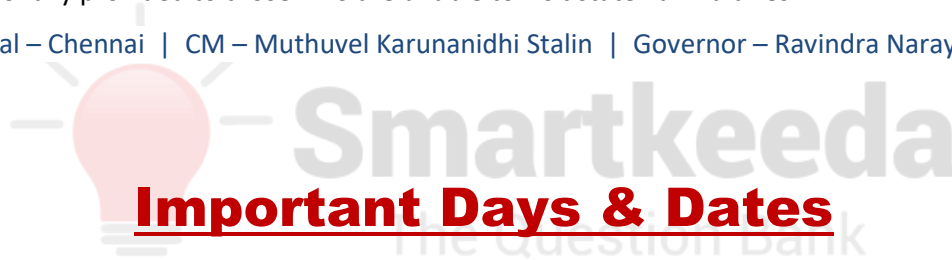 al – Chennai | CM – Muthuvel Karunanidhi Stalin | Governor – Ravindra Naray
Smartkeeda
Important Days & Dates
The Question Bank